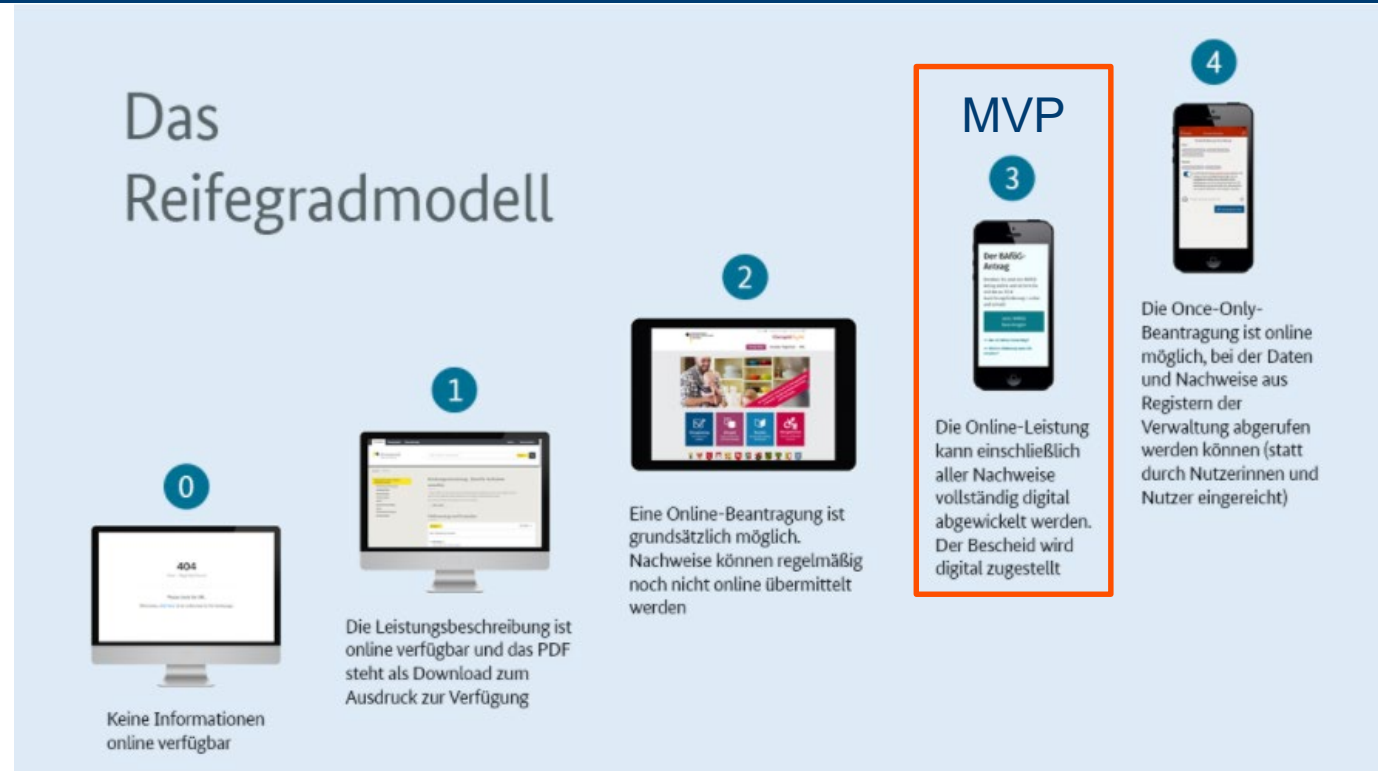 Das
Reifegradmodell
0
404
Keine Informationen
online verfügbar
1
Die Leistungsbeschreibung ist
online verfügbar und das PDF
steht als Download zum
Ausdruck zur Verfügung
2
Eine Online-Beantragung ist
grundsätzlich möglich.
Nachweise können regelmäßig
noch nicht online übermittelt
werden
MVP
3
Der BAföG-
Antrag
Die Online-Leistung
kann einschließlich
aller Nachweise
vollständig digital
abgewickelt werden.
Der Bescheid wird
digital zugestellt
4
Die Once-Only-
Beantragung ist online
möglich, bei der Daten
und Nachweise aus
Registern der
Verwaltung abgerufen
werden können (statt
durch Nutzerinnen und
Nutzer eingereicht)